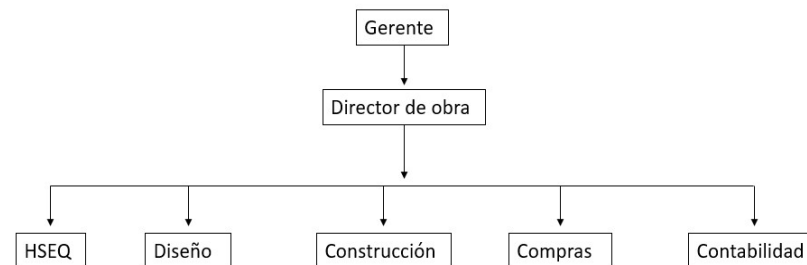 Gerente
Director de obra
HSEQ
Diseño
Construcción
Compras
Contabilidad